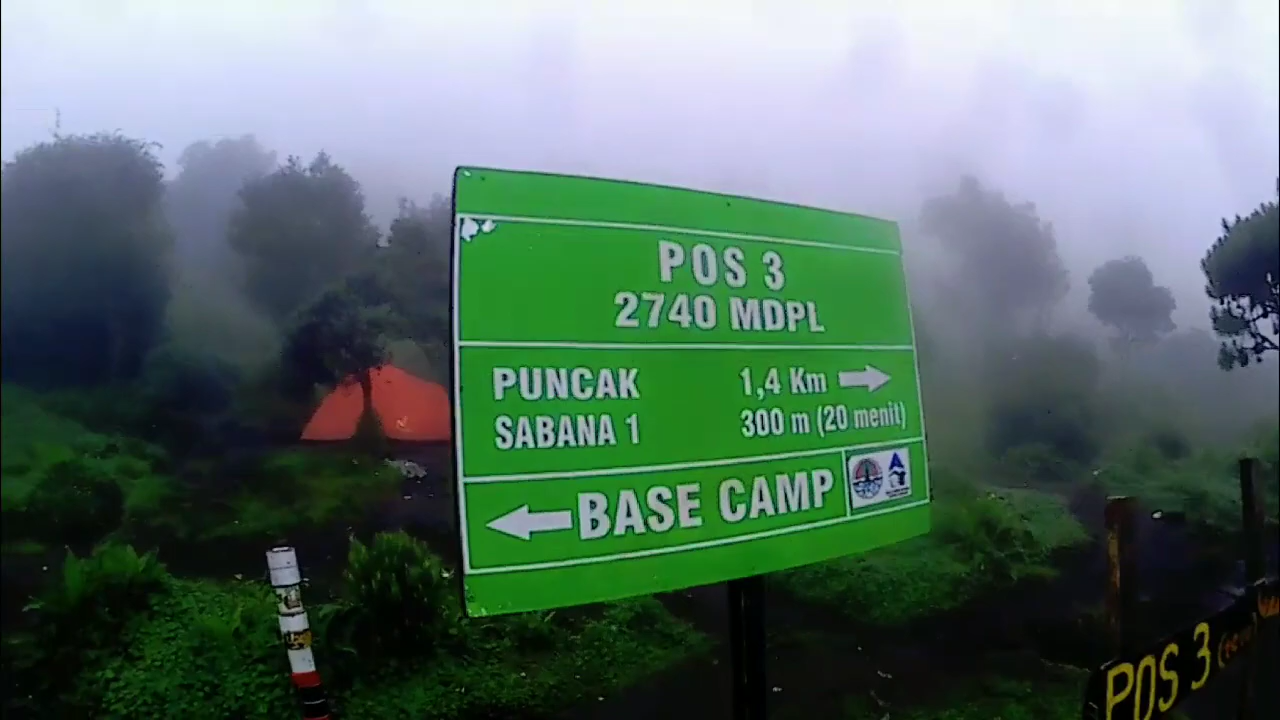 POS 3
2740 MDPL
PUNCAK 1,4 Km
SABANA 1 300 m (20 menit)
BASE CAMP
POS 3